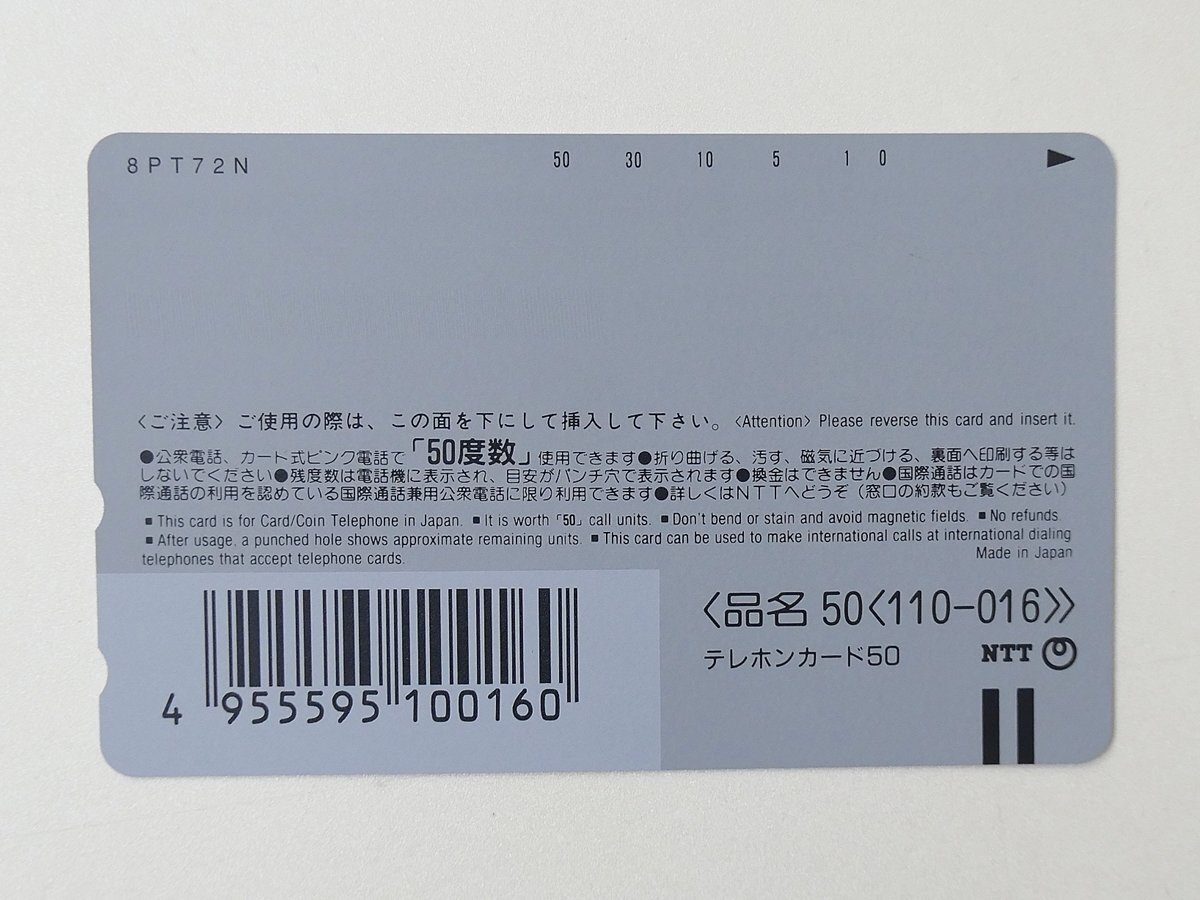 8PT72N 50 30 10 5 1 0 ▶
〈ご注意〉ご使用の際は、この面を下にして挿入して下さい。〈Attention〉Please reverse this card and insert it.
●公衆電話、カード式ピンク電話で「50度数」使用できます●折り曲げる、汚す、磁気に近づける、裏面へ印刷する等は
しないでください●残度数は電話機に表示され、目安がパンチ穴で表示されます●換金はできません●国際通話はカードでの国
際通話の利用を認めている国際通話兼用公衆電話に限り利用できます●詳しくはNTTへどうぞ（窓口の約款もご覧ください）
■This card is for Card/Coin Telephone in Japan. ■It is worth「50」call units. ■Don't bend or stain and avoid magnetic fields. ■No refunds.
■After usage, a punched hole shows approximate remaining units. ■This card can be used to make international calls at international dialing
telephones that accept telephone cards. Made in Japan
〈品名 50〈110-016〉〉
テレホンカード50 NTT
4 955595 100160